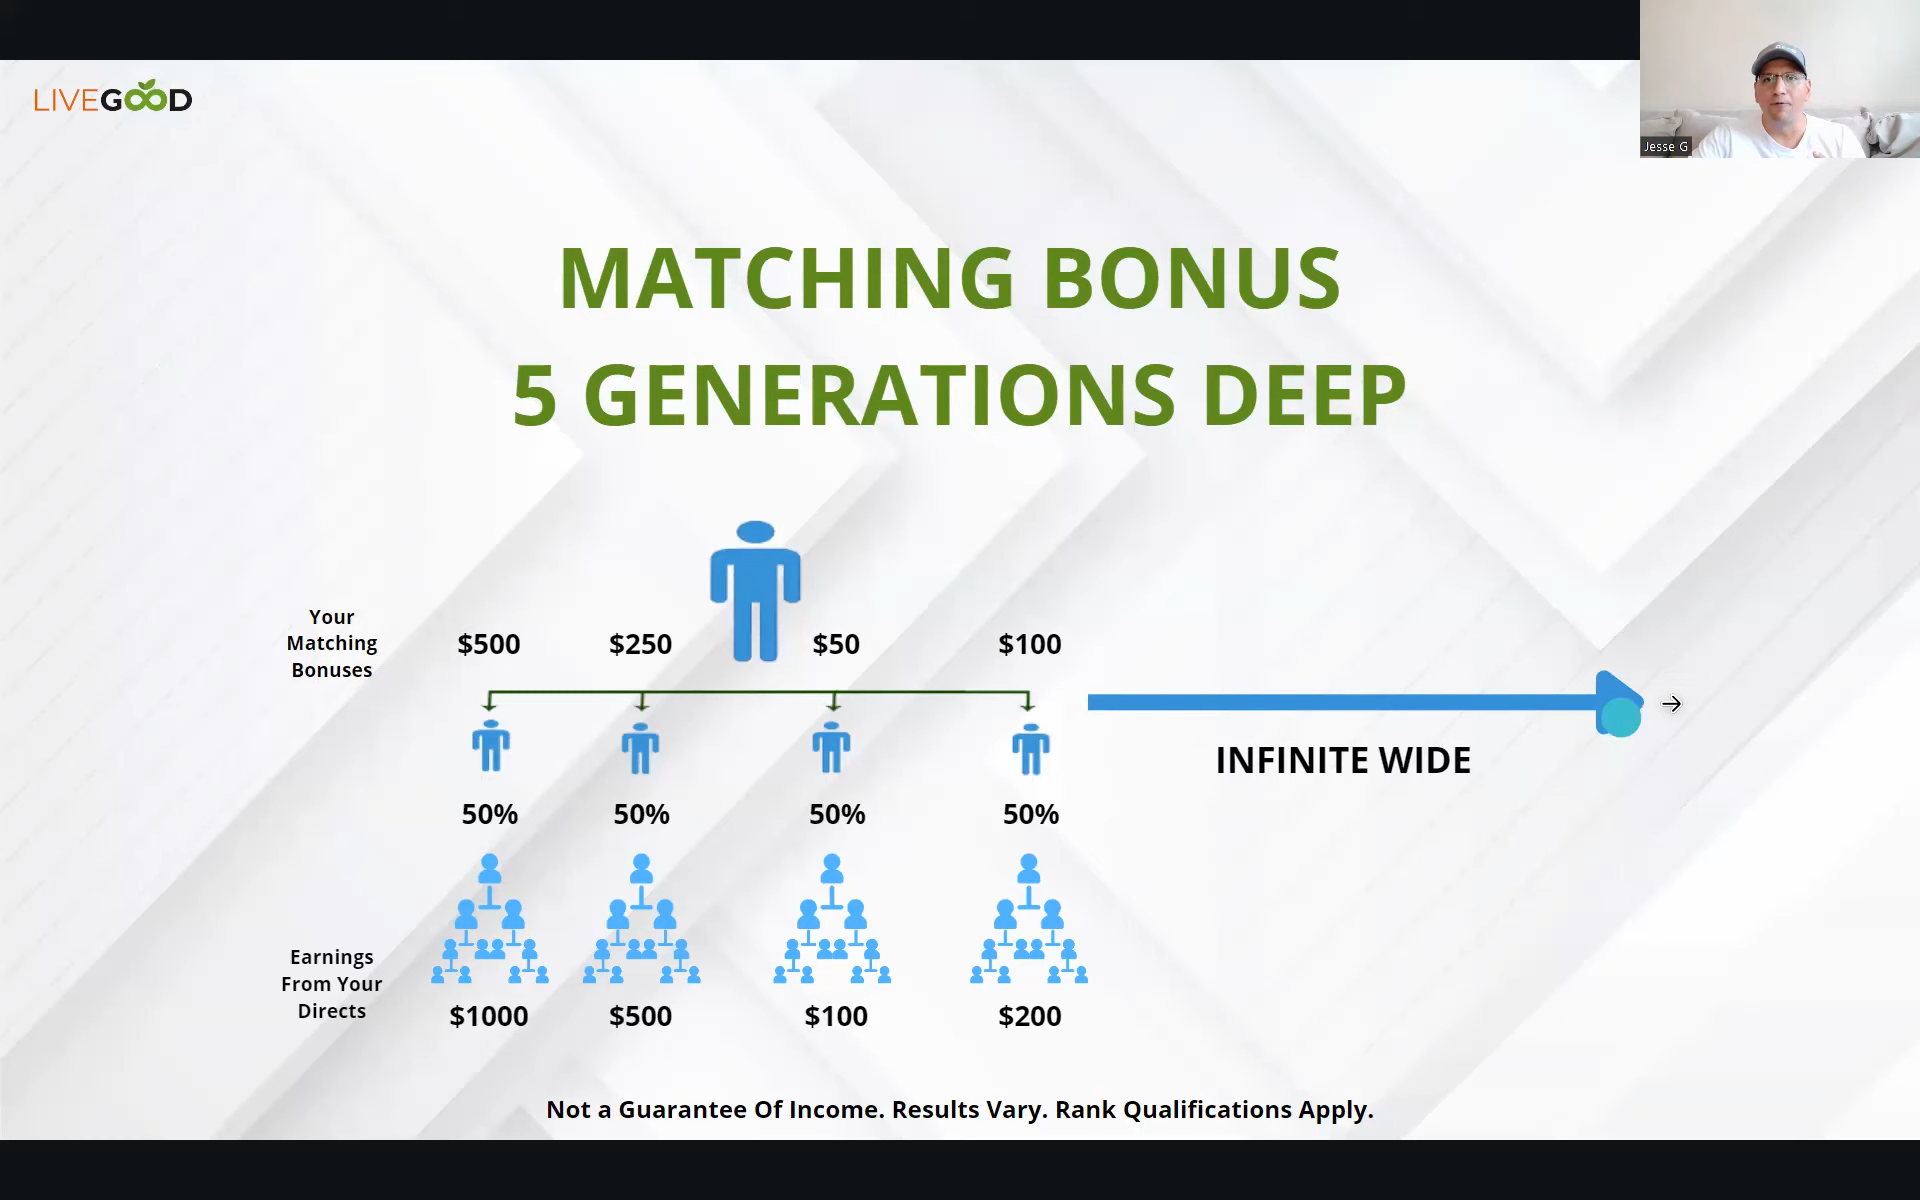 LIVEGOOD
Jesse G
MATCHING BONUS
5 GENERATIONS DEEP
Your
Matching
Bonuses
$500 $250 $50 $100
INFINITE WIDE
50% 50% 50% 50%
Earnings
From Your
Directs
$1000 $500 $100 $200
Not a Guarantee Of Income. Results Vary. Rank Qualifications Apply.